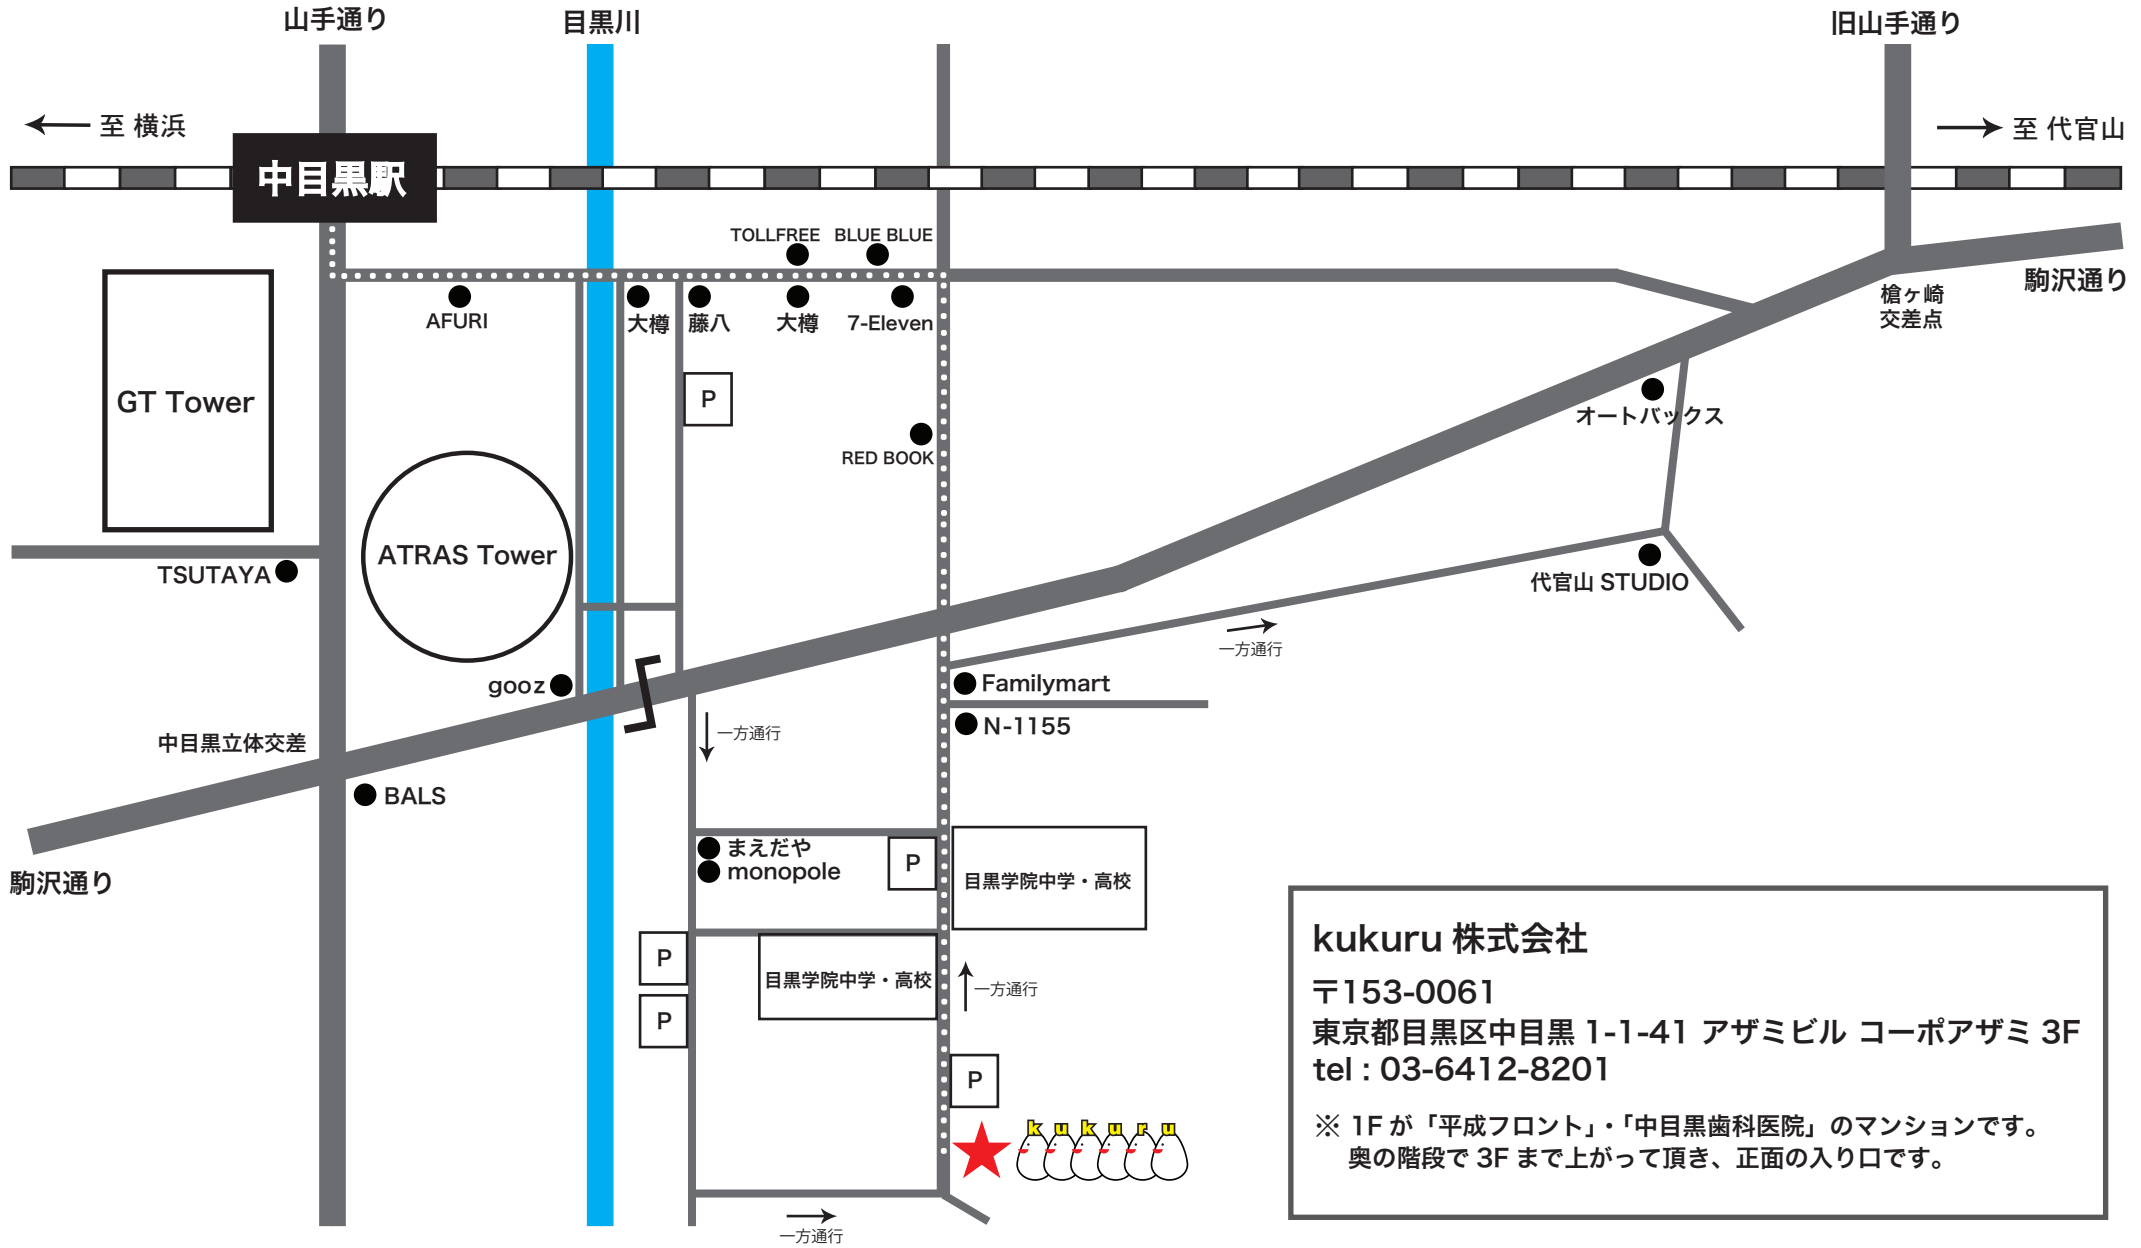 山手通り
目黒川
旧山手通り
至 横浜
至 代官山
中目黒駅
TOLLFREE
BLUE BLUE
駒沢通り
槍ヶ崎
交差点
AFURI
大樽
藤八
大樽
7-Eleven
GT Tower
P
オートバックス
RED BOOK
ATRAS Tower
TSUTAYA
代官山 STUDIO
一方通行
gooz
Familymart
N-1155
中目黒立体交差
一方通行
BALS
駒沢通り
まえだや
monopole
P
目黒学院中学・高校
P
P
目黒学院中学・高校
一方通行
P
kukuru
一方通行
kukuru 株式会社
〒153-0061
東京都目黒区中目黒 1-1-41 アザミビル コーポアザミ 3F
tel : 03-6412-8201
※ 1F が「平成フロント」・「中目黒歯科医院」のマンションです。
奥の階段で 3F まで上がって頂き、正面の入り口です。